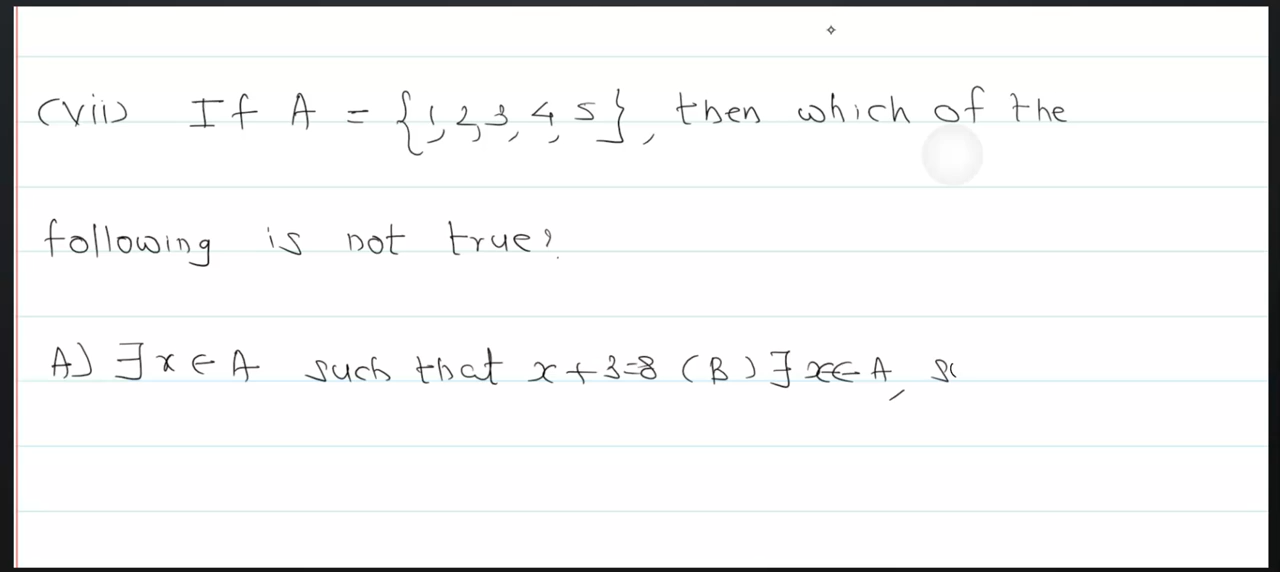 (vii) If A = {1,2,3,4,5}, then which of the
following is not true?
A) ∃ x ∈ A such that x+3=8 (B) ∃ x∈ A,